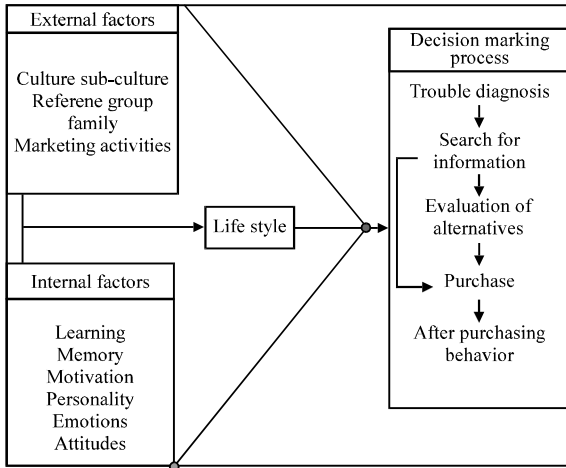 External factors
Culture sub-culture
Referene group
family
Marketing activities
Internal factors
Learning
Memory
Motivation
Personality
Emotions
Attitudes
Life style
Decision marking
process
Trouble diagnosis
Search for
information
Evaluation of
alternatives
Purchase
After purchasing
behavior